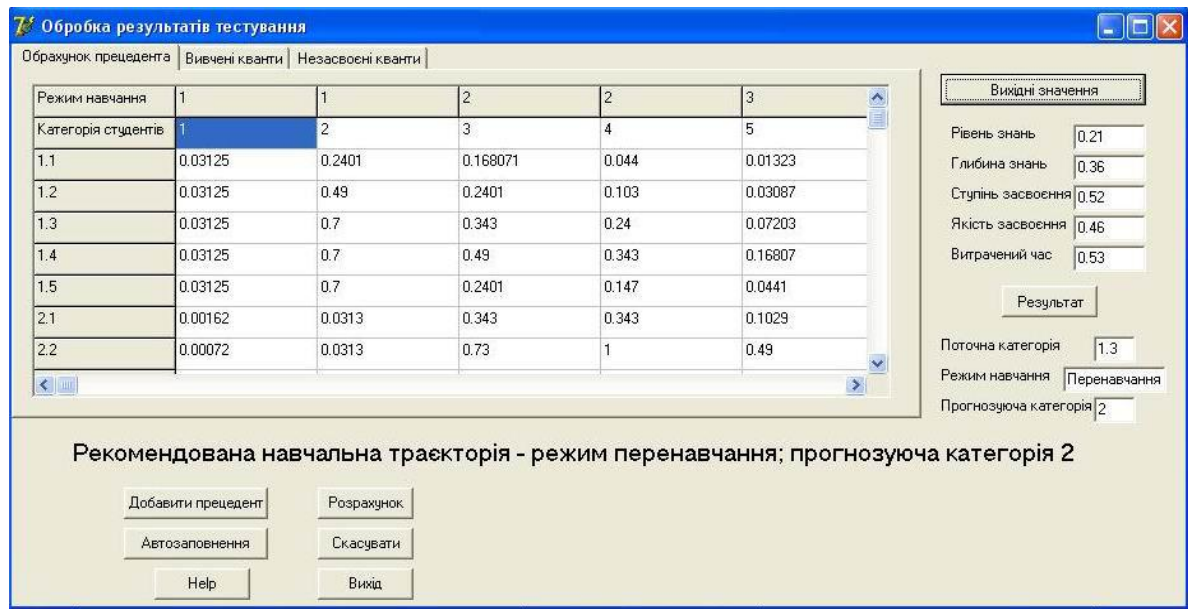 Обробка результатів тестування
Обрахунок прецедента Вивчені кванти Незасвоєні кванти
Режим навчання 1 1 2 2 3
Категорія студентів 1 2 3 4 5
1.1 0.03125 0.2401 0.168071 0.044 0.01323
1.2 0.03125 0.49 0.2401 0.103 0.03087
1.3 0.03125 0.7 0.343 0.24 0.07203
1.4 0.03125 0.7 0.49 0.343 0.16807
1.5 0.03125 0.7 0.2401 0.147 0.0441
2.1 0.00162 0.0313 0.343 0.343 0.1029
2.2 0.00072 0.0313 0.73 1 0.49
Вихідні значення
Рівень знань 0.21
Глибина знань 0.36
Ступінь засвоєння 0.52
Якість засвоєння 0.46
Витрачений час 0.53
Результат
Поточна категорія 1.3
Режим навчання Перенавчання
Прогнозуюча категорія 2
Рекомендована навчальна траєкторія - режим перенавчання; прогнозуюча категорія 2
Добавити прецедент Розрахунок
Автозаповнення Скасувати
Help Вихід